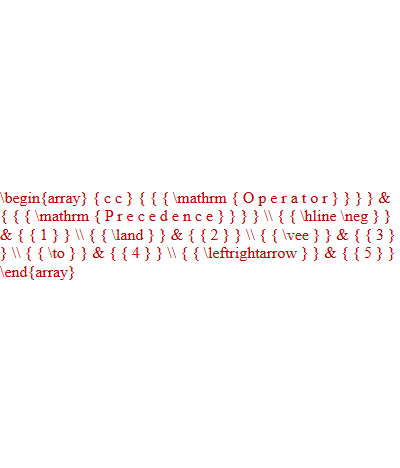 \begin{array} { c c } { { { \mathrm { O p e r a t o r } } } } &
{ { { \mathrm { P r e c e d e n c e } } } } \\ { { \hline \neg } }
& { { 1 } } \\ { { \land } } & { { 2 } } \\ { { \vee } } & { { 3 }
} \\ { { \to } } & { { 4 } } \\ { { \leftrightarrow } } & { { 5 } }
\end{array}